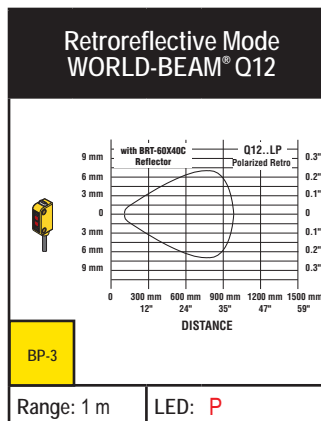 Retroreflective Mode
WORLD-BEAM® Q12
with BRT-60X40C
Reflector
Q12..LP
Polarized Retro
9 mm 0.3"
6 mm 0.2"
3 mm 0.1"
0 0
3 mm 0.1"
6 mm 0.2"
9 mm 0.3"
0 300 mm 600 mm 900 mm 1200 mm 1500 mm
12" 24" 35" 47" 59"
DISTANCE
BP-3
Range: 1 m LED: P